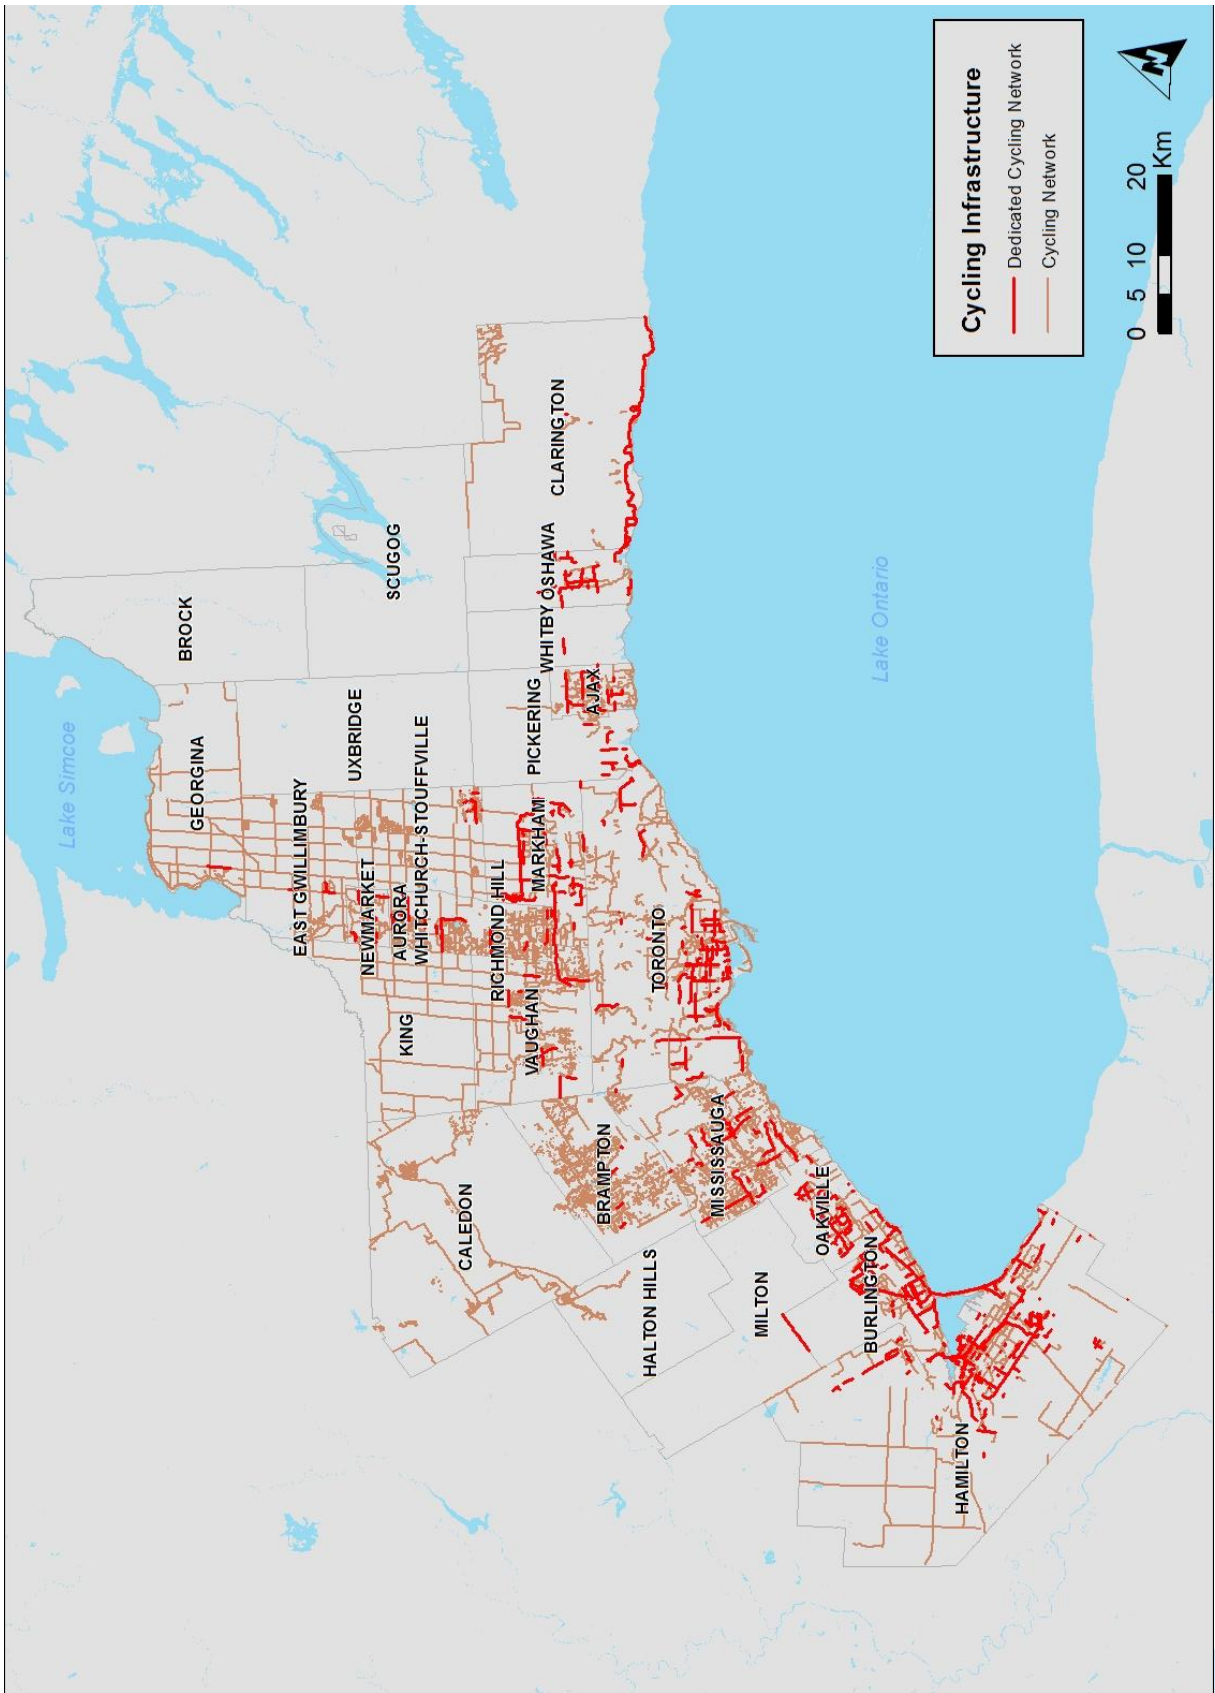 Lake Simcoe
BROCK
GEORGINA
SCUGOG
UXBRIDGE
EAST GWILLIMBURY
NEWMARKET
AURORA
WHITCHURCH-STOUFFVILLE
KING
CLARINGTON
WHITBY
OSHAWA
PICKERING
AJAX
MARKHAM
RICHMOND HILL
VAUGHAN
CALEDON
BRAMPTON
TORONTO
MISSISSAUGA
HALTON HILLS
MILTON
OAKVILLE
BURLINGTON
HAMILTON
Lake Ontario
Cycling Infrastructure
Dedicated Cycling Network
Cycling Network
0 5 10 20
Km
N